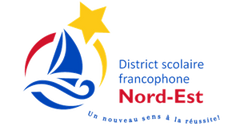 District scolaire
francophone
Nord-Est
Un nouveau sens à la réussite!